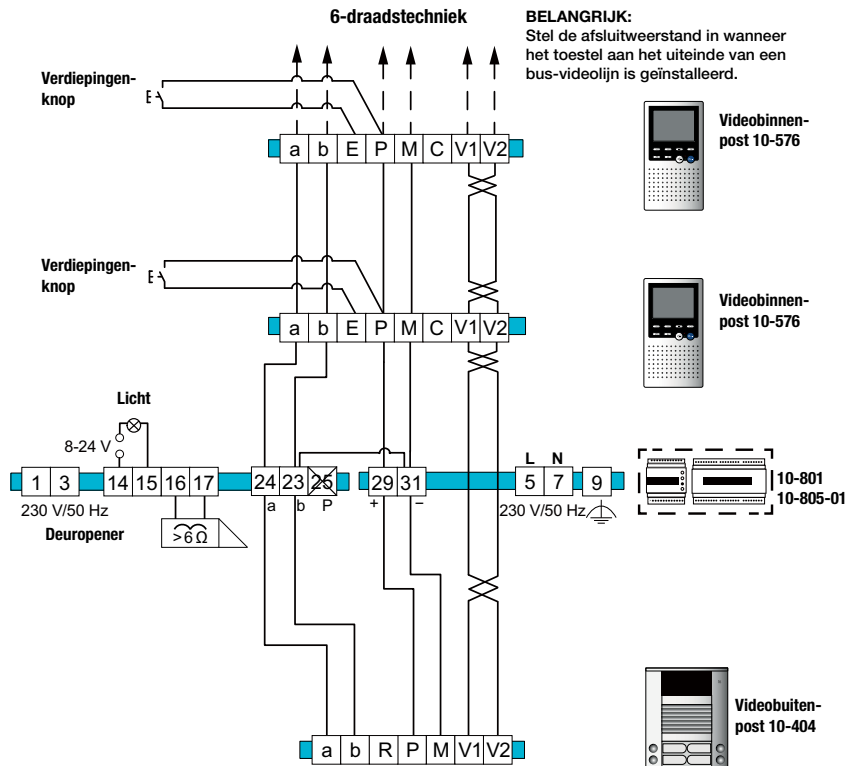 6-draadstechniek
BELANGRIJK:
Stel de afsluitweerstand in wanneer
het toestel aan het uiteinde van een
bus-videolijn is geïnstalleerd.
Verdiepingen-
knop
E
a b E P M C V1 V2
Videobinnen-
post 10-576
Verdiepingen-
knop
E
a b E P M C V1 V2
Videobinnen-
post 10-576
Licht
8-24 V
L N
1 3 14 15 16 17 24 23 25 29 31 5 7 9
a b P + –
230 V/50 Hz
230 V/50 Hz
10-801
10-805-01
Deuropener
>6 Ω
Videobuiten-
post 10-404
a b R P M V1 V2